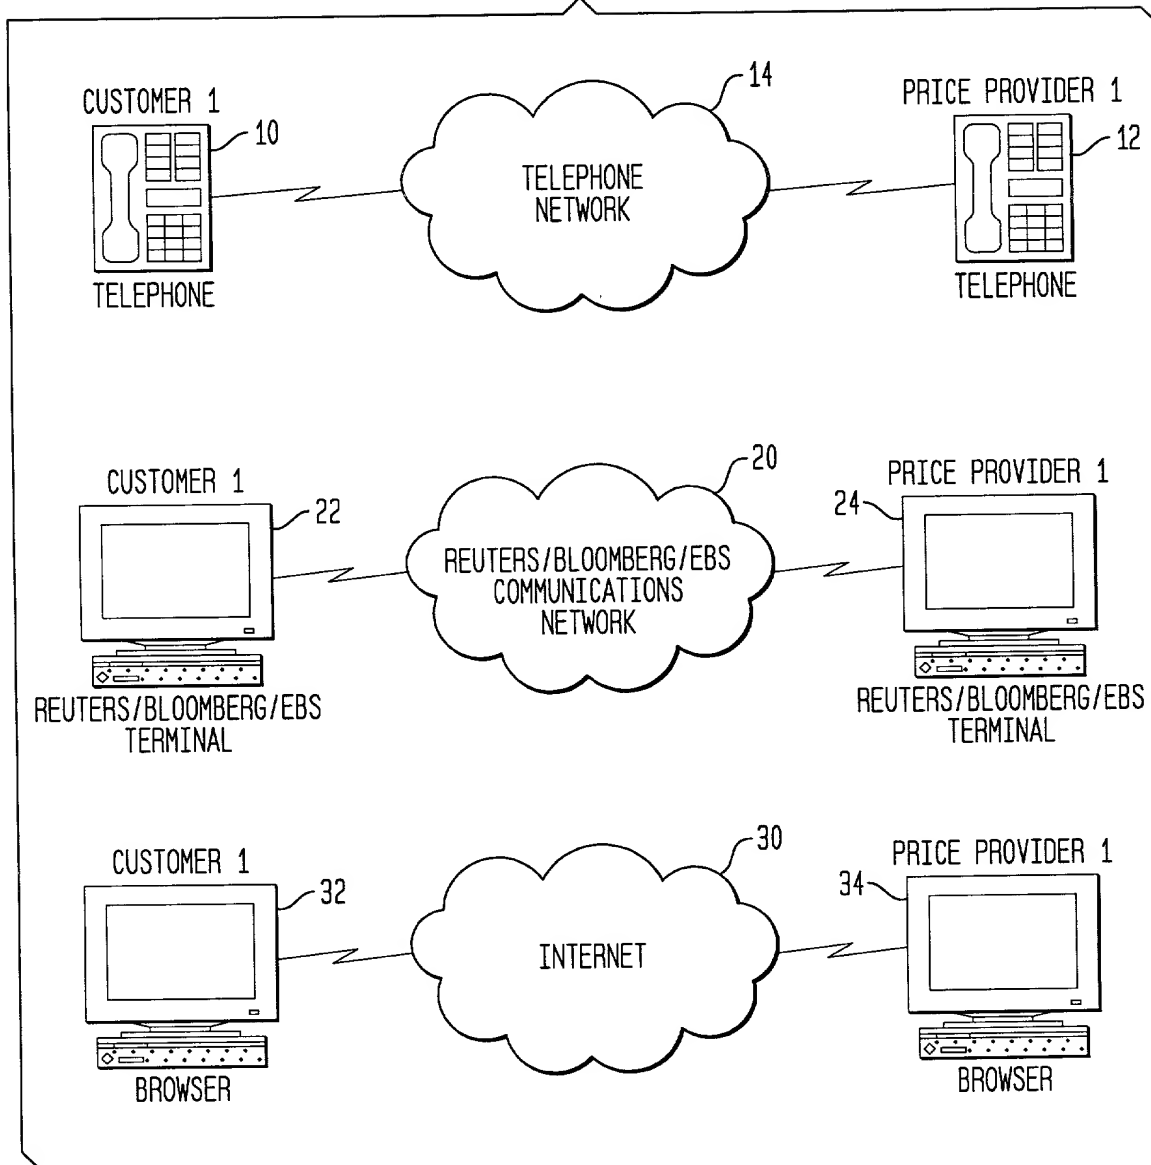 CUSTOMER 1
10
14
PRICE PROVIDER 1
12
TELEPHONE
NETWORK
TELEPHONE
TELEPHONE
CUSTOMER 1
22
20
PRICE PROVIDER 1
24
REUTERS/BLOOMBERG/EBS
COMMUNICATIONS
NETWORK
REUTERS/BLOOMBERG/EBS
TERMINAL
REUTERS/BLOOMBERG/EBS
TERMINAL
CUSTOMER 1
32
30
PRICE PROVIDER 1
34
INTERNET
BROWSER
BROWSER